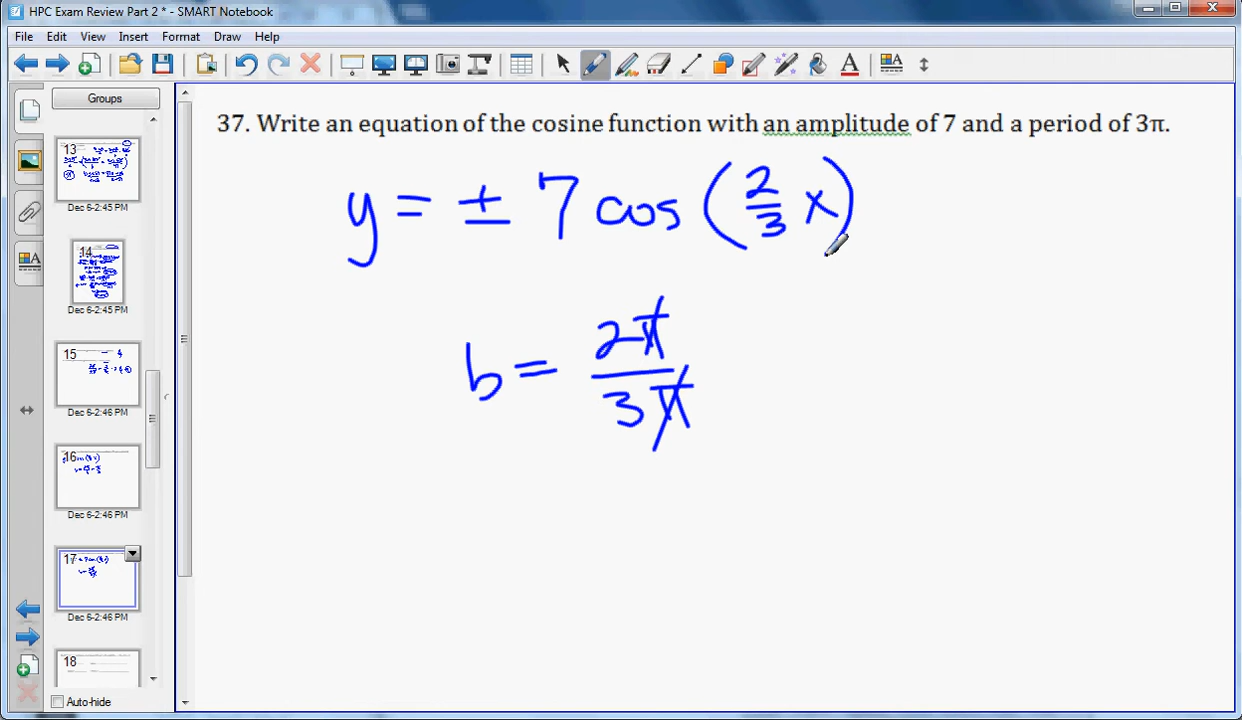 HPC Exam Review Part 2 * - SMART Notebook
File Edit View Insert Format Draw Help
Groups
37. Write an equation of the cosine function with an amplitude of 7 and a period of 3π.
y = ± 7 cos (2/3 x)
b = 2π/3π
13
Dec 6-2:45 PM
14
Dec 6-2:45 PM
15
Dec 6-2:46 PM
16
Dec 6-2:46 PM
17
Dec 6-2:46 PM
18
Auto-hide